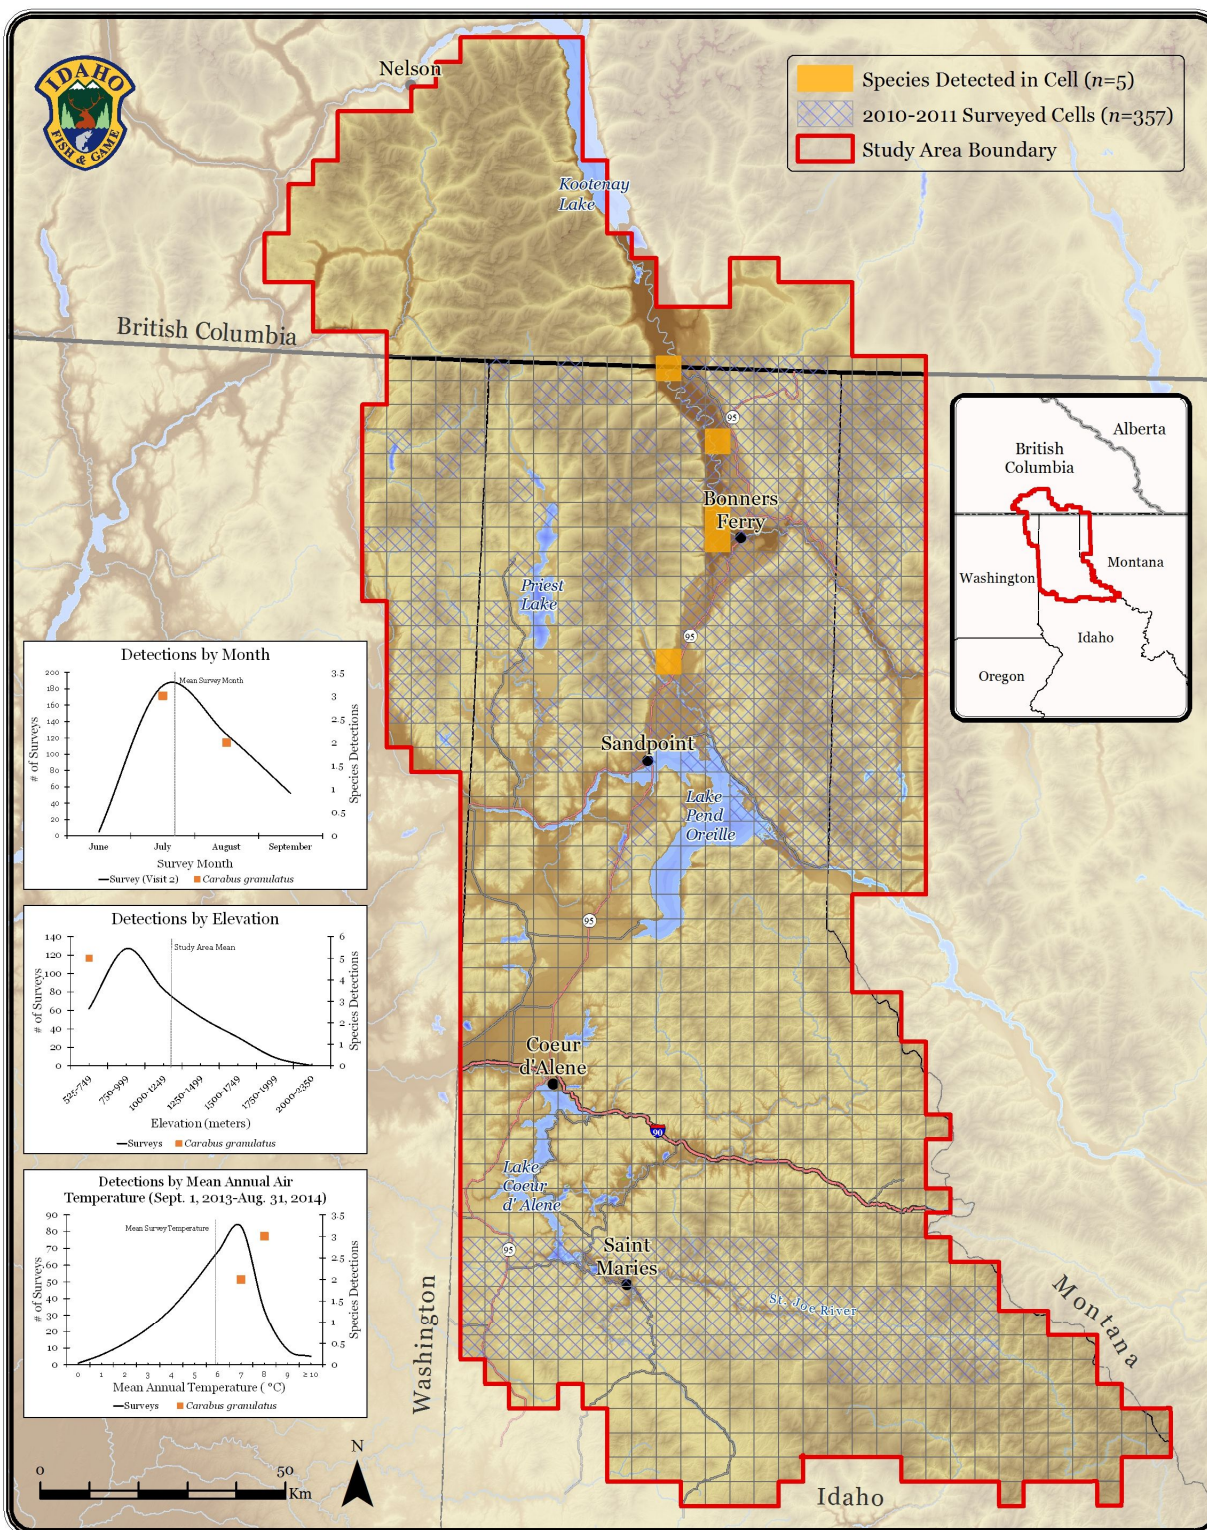 IDAHO
FISH & GAME
Nelson
Species Detected in Cell (n=5)
2010-2011 Surveyed Cells (n=357)
Study Area Boundary
Kootenay
Lake
British Columbia
95
Bonners
Ferry
Priest
Lake
95
Sandpoint
Lake
Pend
Oreille
95
Coeur
d'Alene
90
Lake
Coeur
d' Alene
95
Saint
Maries
St. Joe River
Washington
Montana
Idaho
Alberta
British
Columbia
Washington
Montana
Idaho
Oregon
Detections by Month
# of Surveys
200
180
160
140
120
100
80
60
40
20
0
Mean Survey Month
3.5
3
2.5
2
1.5
1
0.5
0
Species Detections
June July August September
Survey Month
Survey (Visit 2) Carabus granulatus
Detections by Elevation
# of Surveys
140
120
100
80
60
40
20
0
Study Area Mean
6
5
4
3
2
1
0
Species Detections
525-749 750-999 1000-1249 1250-1499 1500-1749 1750-1999 2000-2350
Elevation (meters)
Surveys Carabus granulatus
Detections by Mean Annual Air
Temperature (Sept. 1, 2013-Aug. 31, 2014)
# of Surveys
90
80
70
60
50
40
30
20
10
0
Mean Survey Temperature
3.5
3
2.5
2
1.5
1
0.5
0
Species Detections
0 1 2 3 4 5 6 7 8 9 ≥10
Mean Annual Temperature ( °C)
Surveys Carabus granulatus
0 50
Km
N